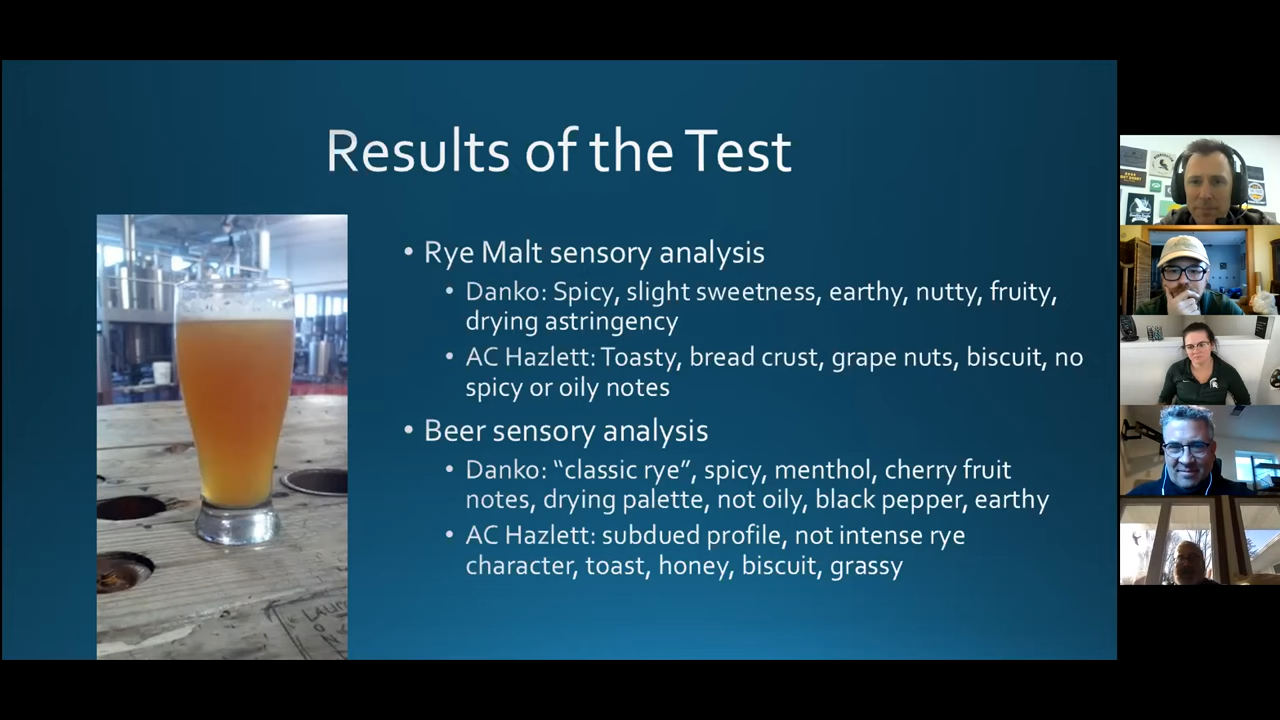 Results of the Test
• Rye Malt sensory analysis
• Danko: Spicy, slight sweetness, earthy, nutty, fruity,
drying astringency
• AC Hazlett: Toasty, bread crust, grape nuts, biscuit, no
spicy or oily notes
• Beer sensory analysis
• Danko: “classic rye”, spicy, menthol, cherry fruit
notes, drying palette, not oily, black pepper, earthy
• AC Hazlett: subdued profile, not intense rye
character, toast, honey, biscuit, grassy